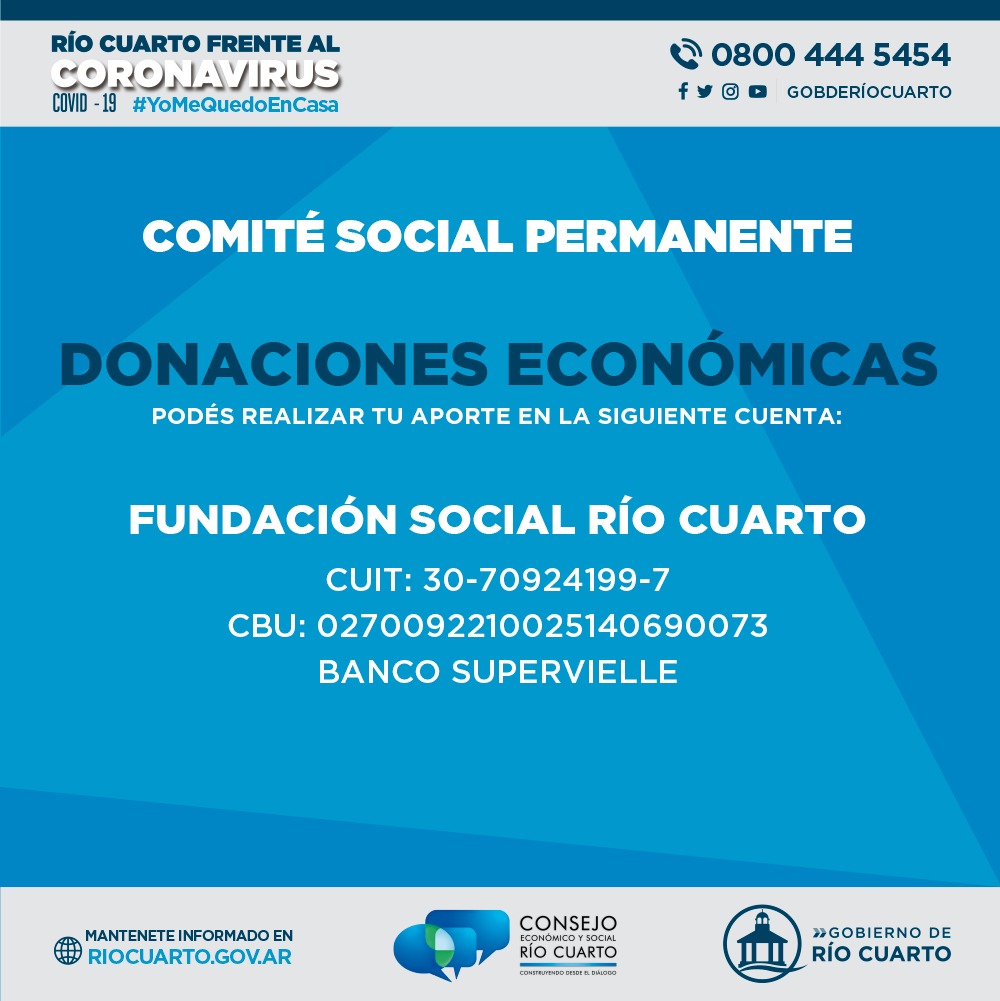 RÍO CUARTO FRENTE AL
CORONAVIRUS
COVID -19 #YoMeQuedoEnCasa
0800 444 5454
GOBDERÍOCUARTO
COMITÉ SOCIAL PERMANENTE
DONACIONES ECONÓMICAS
PODÉS REALIZAR TU APORTE EN LA SIGUIENTE CUENTA:
FUNDACIÓN SOCIAL RÍO CUARTO
CUIT: 30-70924199-7
CBU: 0270092210025140690073
BANCO SUPERVIELLE
MANTENETE INFORMADO EN
RIOCUARTO.GOV.AR
CONSEJO
ECONÓMICO Y SOCIAL
RÍO CUARTO
CONSTRUYENDO DESDE EL DIÁLOGO
»GOBIERNO DE
RÍO CUARTO